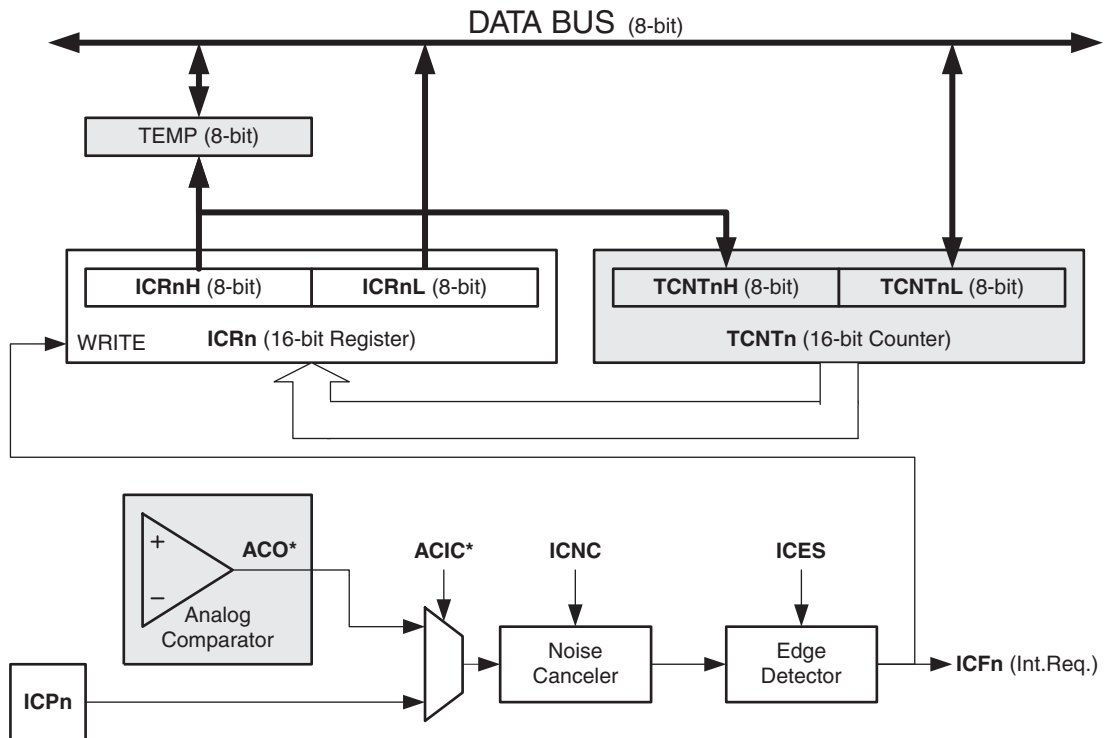 DATA BUS (8-bit)
TEMP (8-bit)
ICRnH (8-bit)
ICRnL (8-bit)
TCNTnH (8-bit)
TCNTnL (8-bit)
WRITE
ICRn (16-bit Register)
TCNTn (16-bit Counter)
+
−
ACO*
Analog
Comparator
ACIC*
ICNC
ICES
Noise
Canceler
Edge
Detector
ICFn (Int.Req.)
ICPn